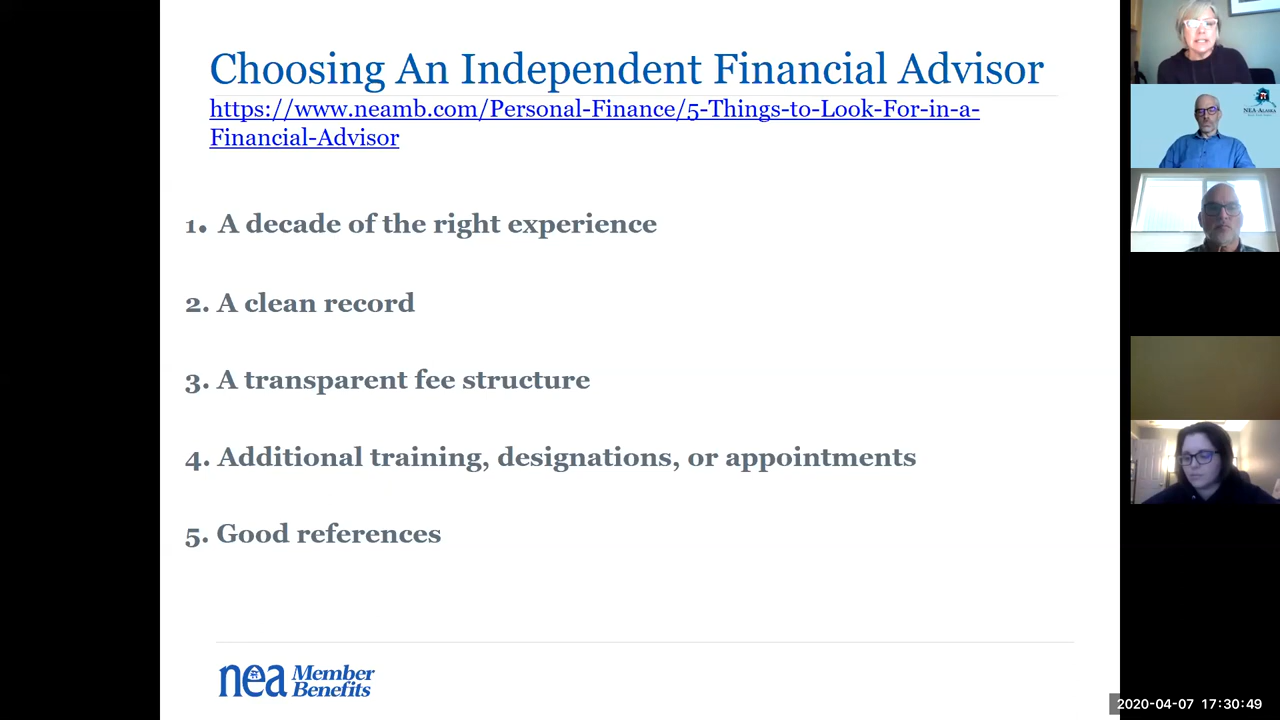 Choosing An Independent Financial Advisor
https://www.neamb.com/Personal-Finance/5-Things-to-Look-For-in-a-
Financial-Advisor
1. A decade of the right experience
2. A clean record
3. A transparent fee structure
4. Additional training, designations, or appointments
5. Good references
nea Member
Benefits
NEA-Alaska
2020-04-07 17:30:49